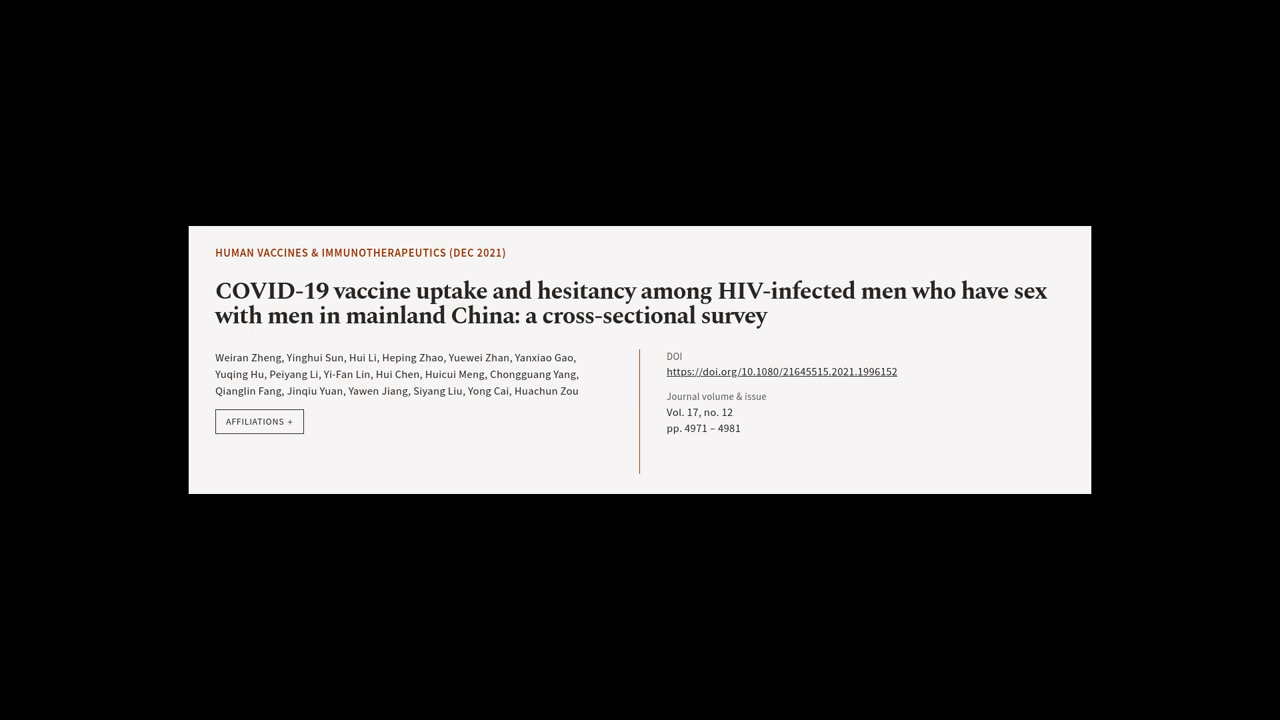 HUMAN VACCINES & IMMUNOTHERAPEUTICS (DEC 2021)
COVID-19 vaccine uptake and hesitancy among HIV-infected men who have sex
with men in mainland China: a cross-sectional survey
Weiran Zheng, Yinghui Sun, Hui Li, Heping Zhao, Yuewei Zhan, Yanxiao Gao,
Yuqing Hu, Peiyang Li, Yi-Fan Lin, Hui Chen, Huicui Meng, Chongguang Yang,
Qianglin Fang, Jinqiu Yuan, Yawen Jiang, Siyang Liu, Yong Cai, Huachun Zou
AFFILIATIONS +
DOI
https://doi.org/10.1080/21645515.2021.1996152
Journal volume & issue
Vol. 17, no. 12
pp. 4971 – 4981